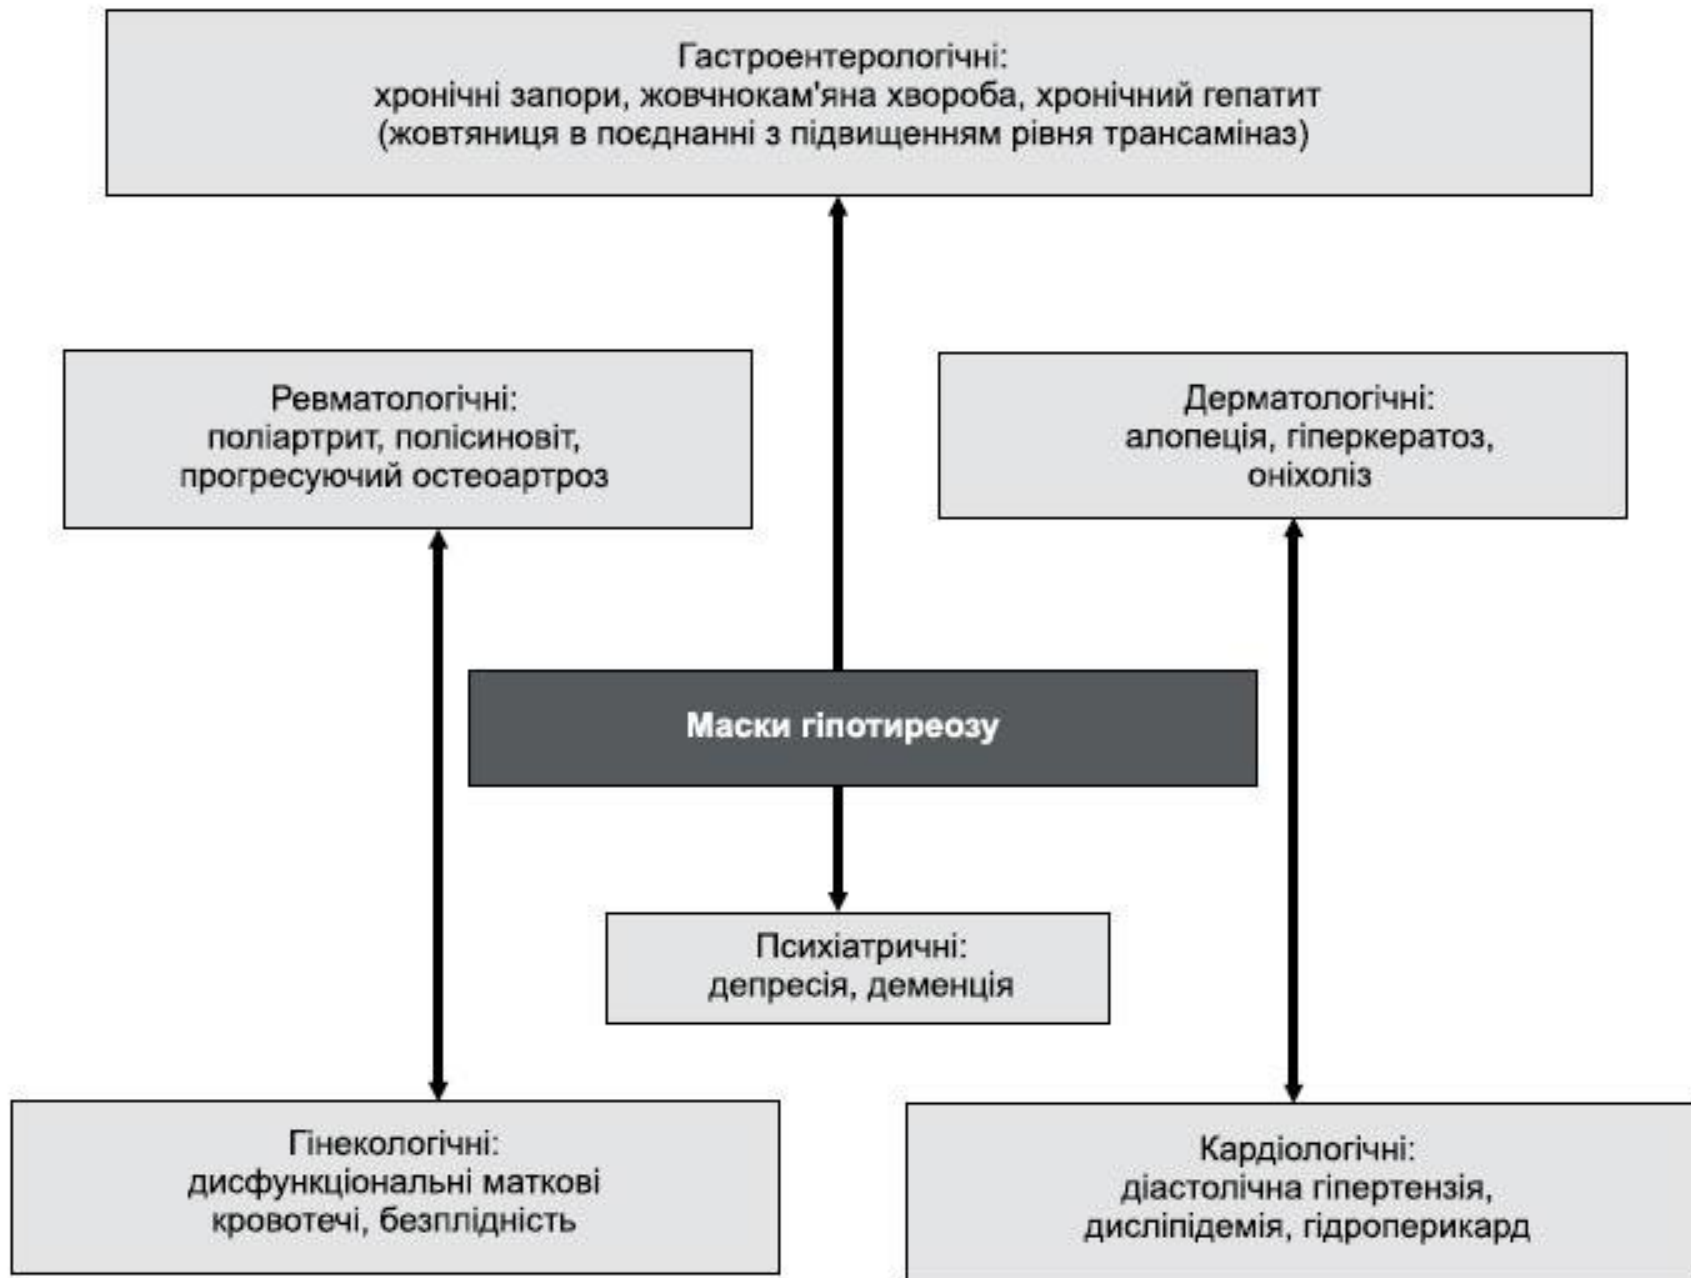 Гастроентерологічні:
хронічні запори, жовчнокам'яна хвороба, хронічний гепатит
(жовтяниця в поєднанні з підвищенням рівня трансаміназ)
Ревматологічні:
поліартрит, полісиновіт,
прогресуючий остеоартроз
Дерматологічні:
алопеція, гіперкератоз,
оніхоліз
Маски гіпотиреозу
Психіатричні:
депресія, деменція
Гінекологічні:
дисфункціональні маткові
кровотечі, безплідність
Кардіологічні:
діастолічна гіпертензія,
дисліпідемія, гідроперикард